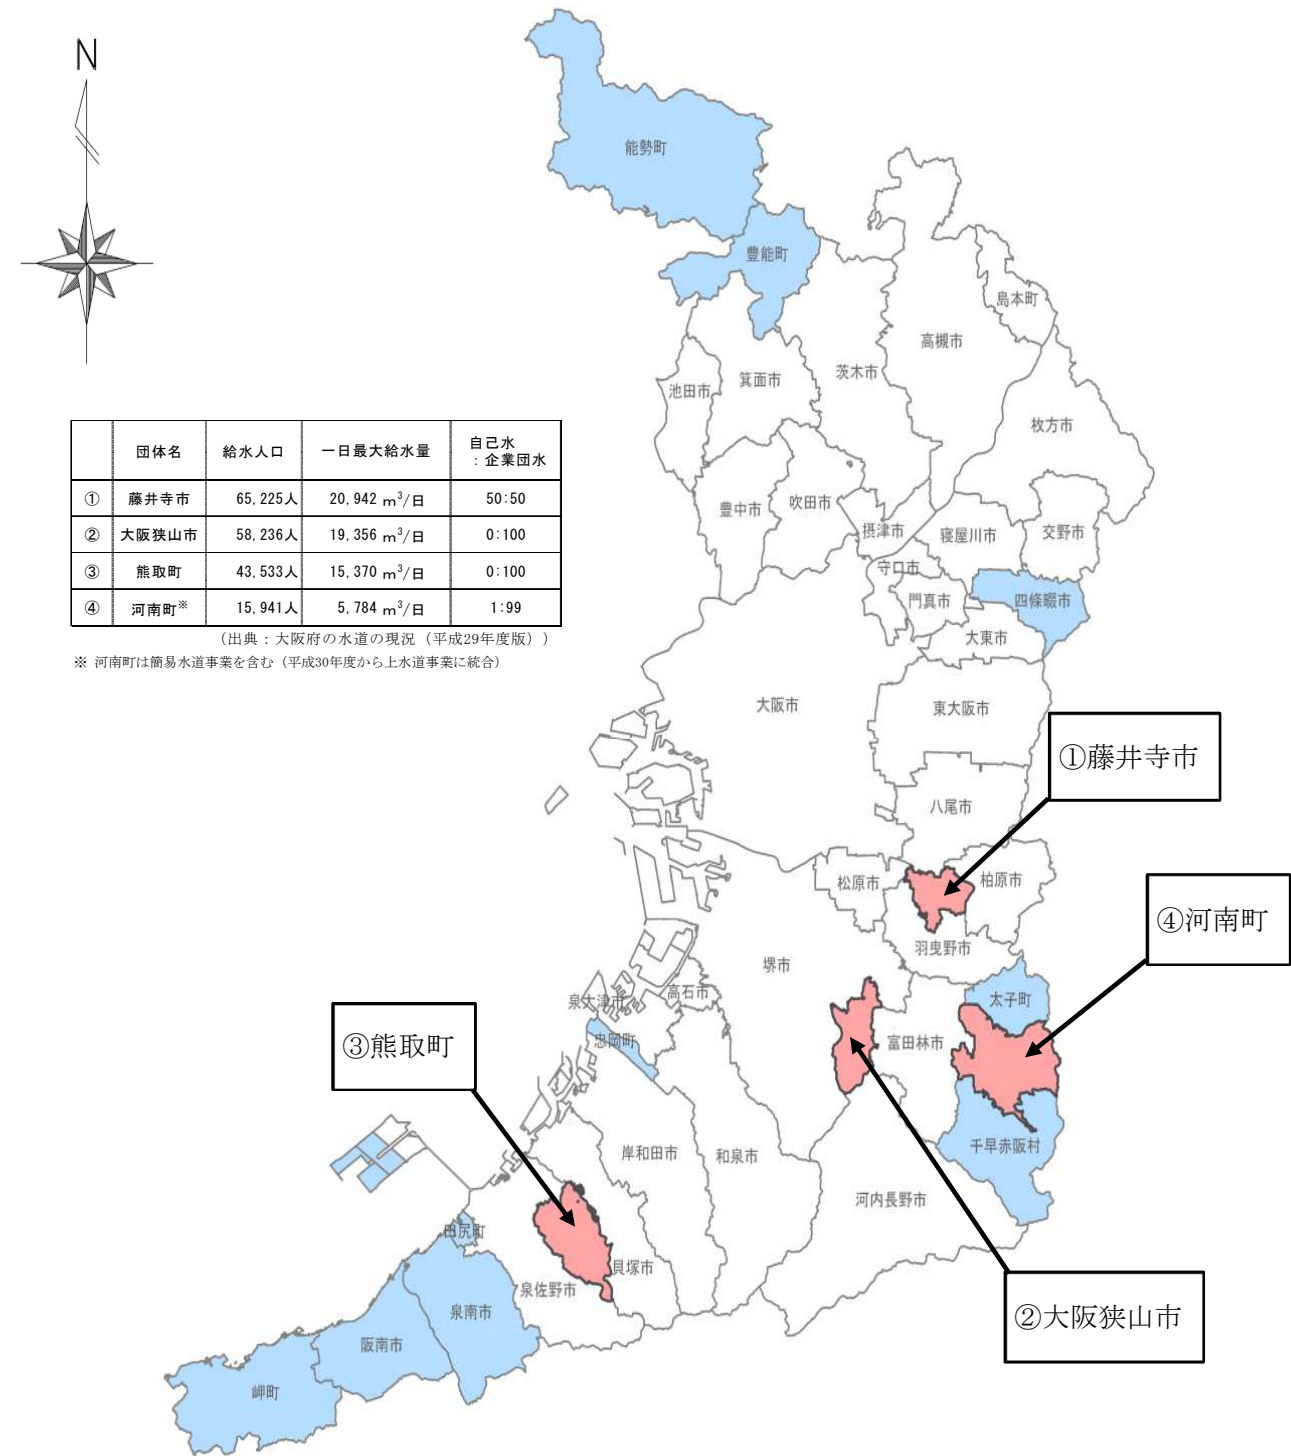 N
能勢町
豊能町
島本町
高槻市
茨木市
箕面市
池田市
枚方市
団体名 給水人口 一日最大給水量 自己水
：企業団水
① 藤井寺市 65,225人 20,942 m³/日 50:50
② 大阪狭山市 58,236人 19,356 m³/日 0:100
③ 熊取町 43,533人 15,370 m³/日 0:100
④ 河南町※ 15,941人 5,784 m³/日 1:99
（出典：大阪府の水道の現況（平成29年度版））
※ 河南町は簡易水道事業を含む（平成30年度から上水道事業に統合）
豊中市
吹田市
摂津市
寝屋川市
交野市
守口市
門真市
四條畷市
大東市
大阪市
東大阪市
①藤井寺市
八尾市
松原市
柏原市
④河南町
羽曳野市
堺市
高石市
泉大津市
太子町
忠岡町
富田林市
③熊取町
岸和田市
和泉市
千早赤阪村
河内長野市
田尻町
貝塚市
泉佐野市
泉南市
②大阪狭山市
阪南市
岬町